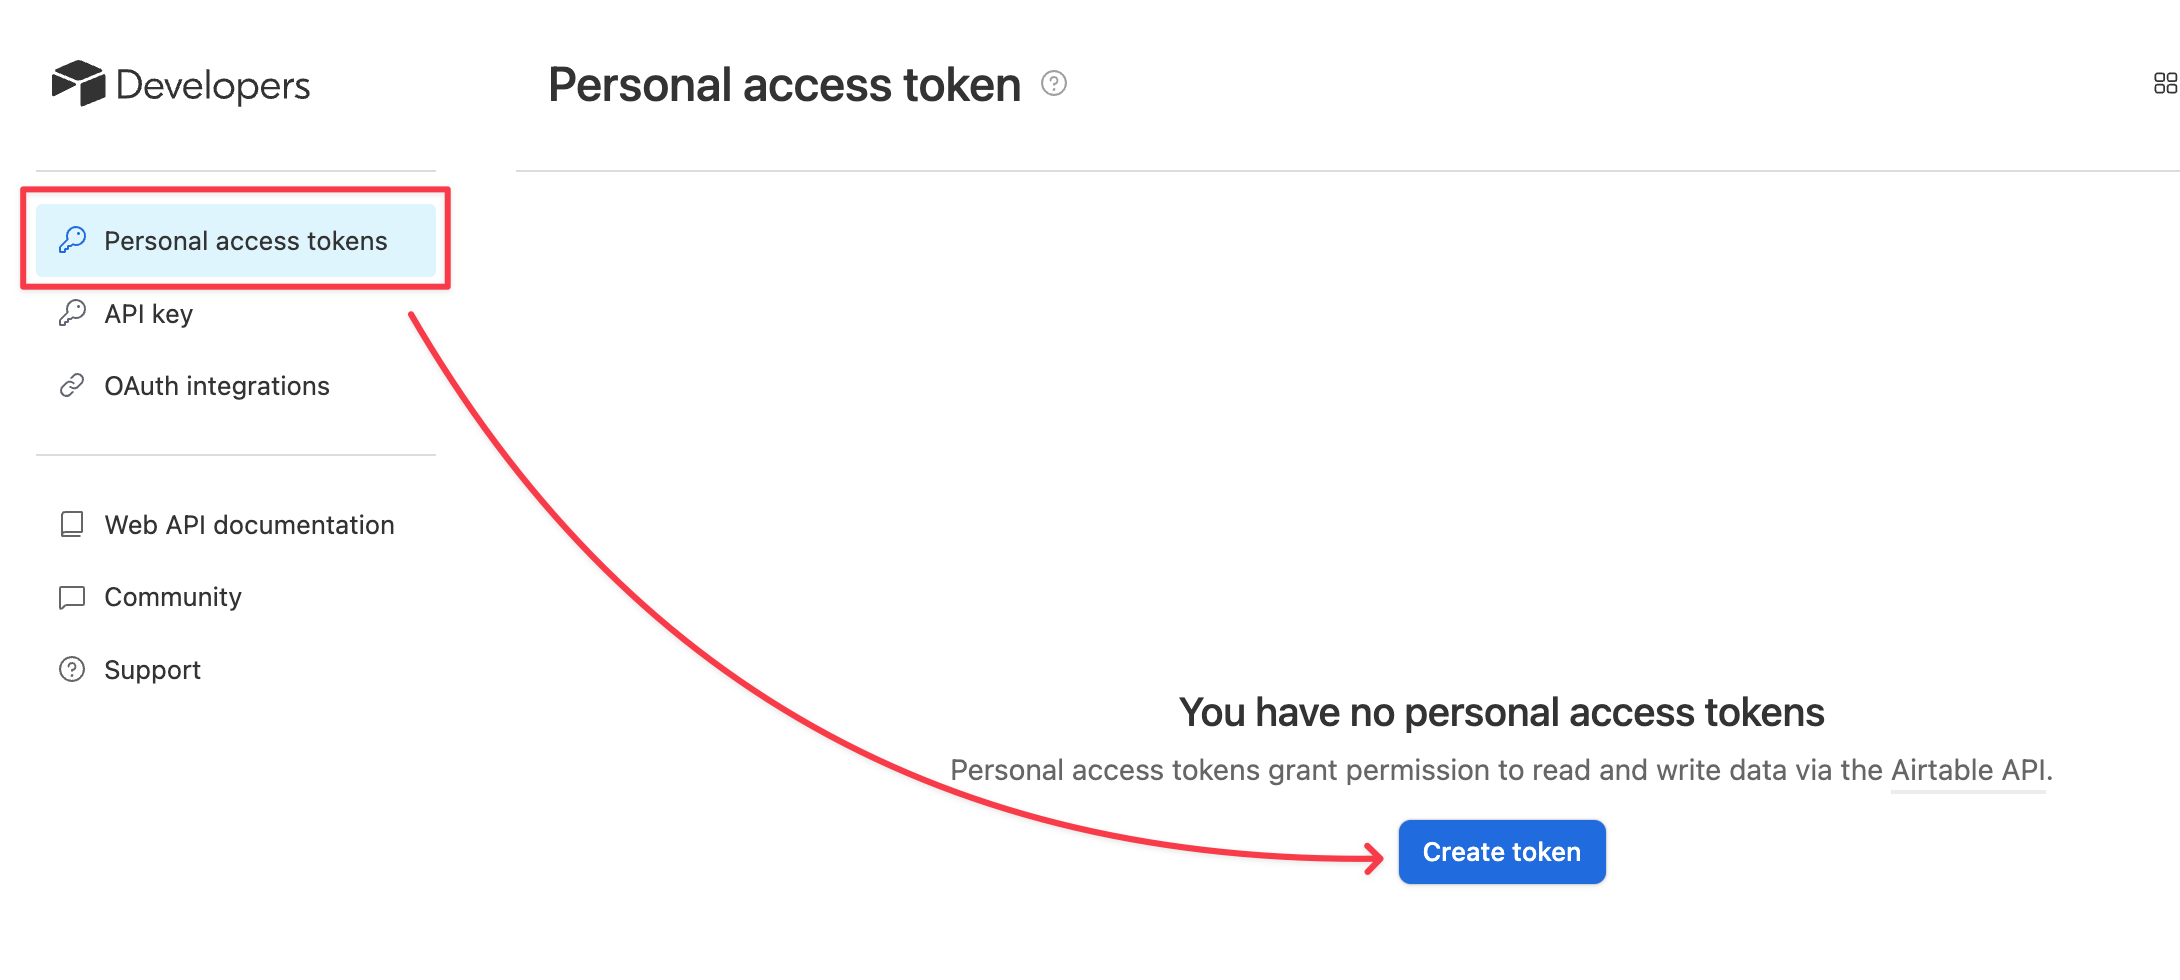 Developers
Personal access token
Personal access tokens
API key
OAuth integrations
Web API documentation
Community
Support
You have no personal access tokens
Personal access tokens grant permission to read and write data via the Airtable API.
Create token